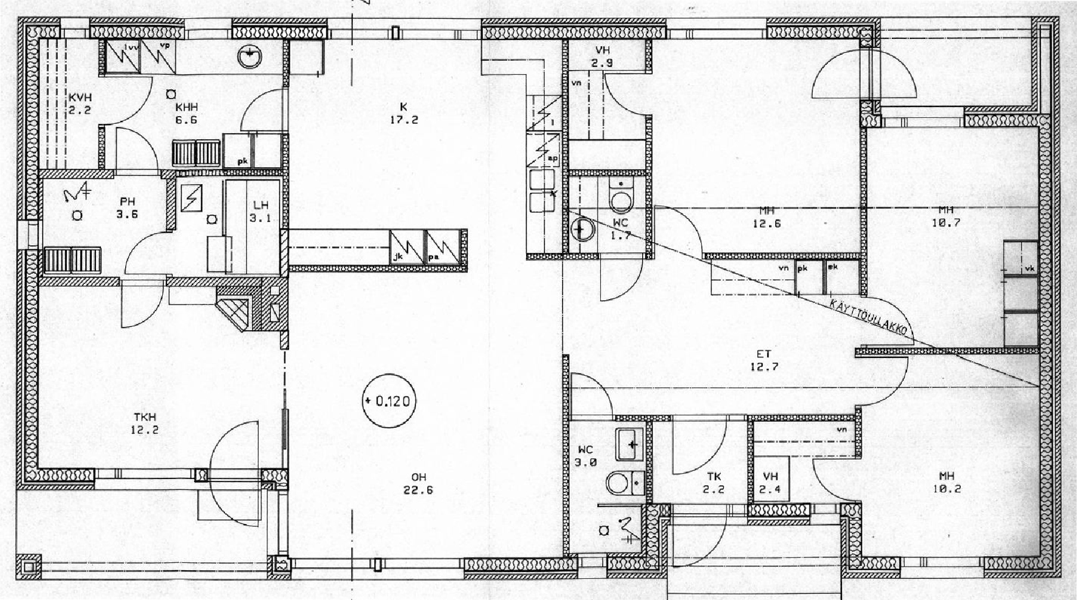 lvv
vp
KVH
2.2
KHH
6.6
pk
K
17.2
l
ap
VH
2.9
vn
PH
3.6
LH
3.1
WC
1.7
MH
12.6
MH
10.7
vk
jk
pa
vn
pk
sk
KÄYTTÖULLAKKO
ET
12.7
+ 0.120
TKH
12.2
OH
22.6
WC
3.0
TK
2.2
vn
VH
2.4
MH
10.2